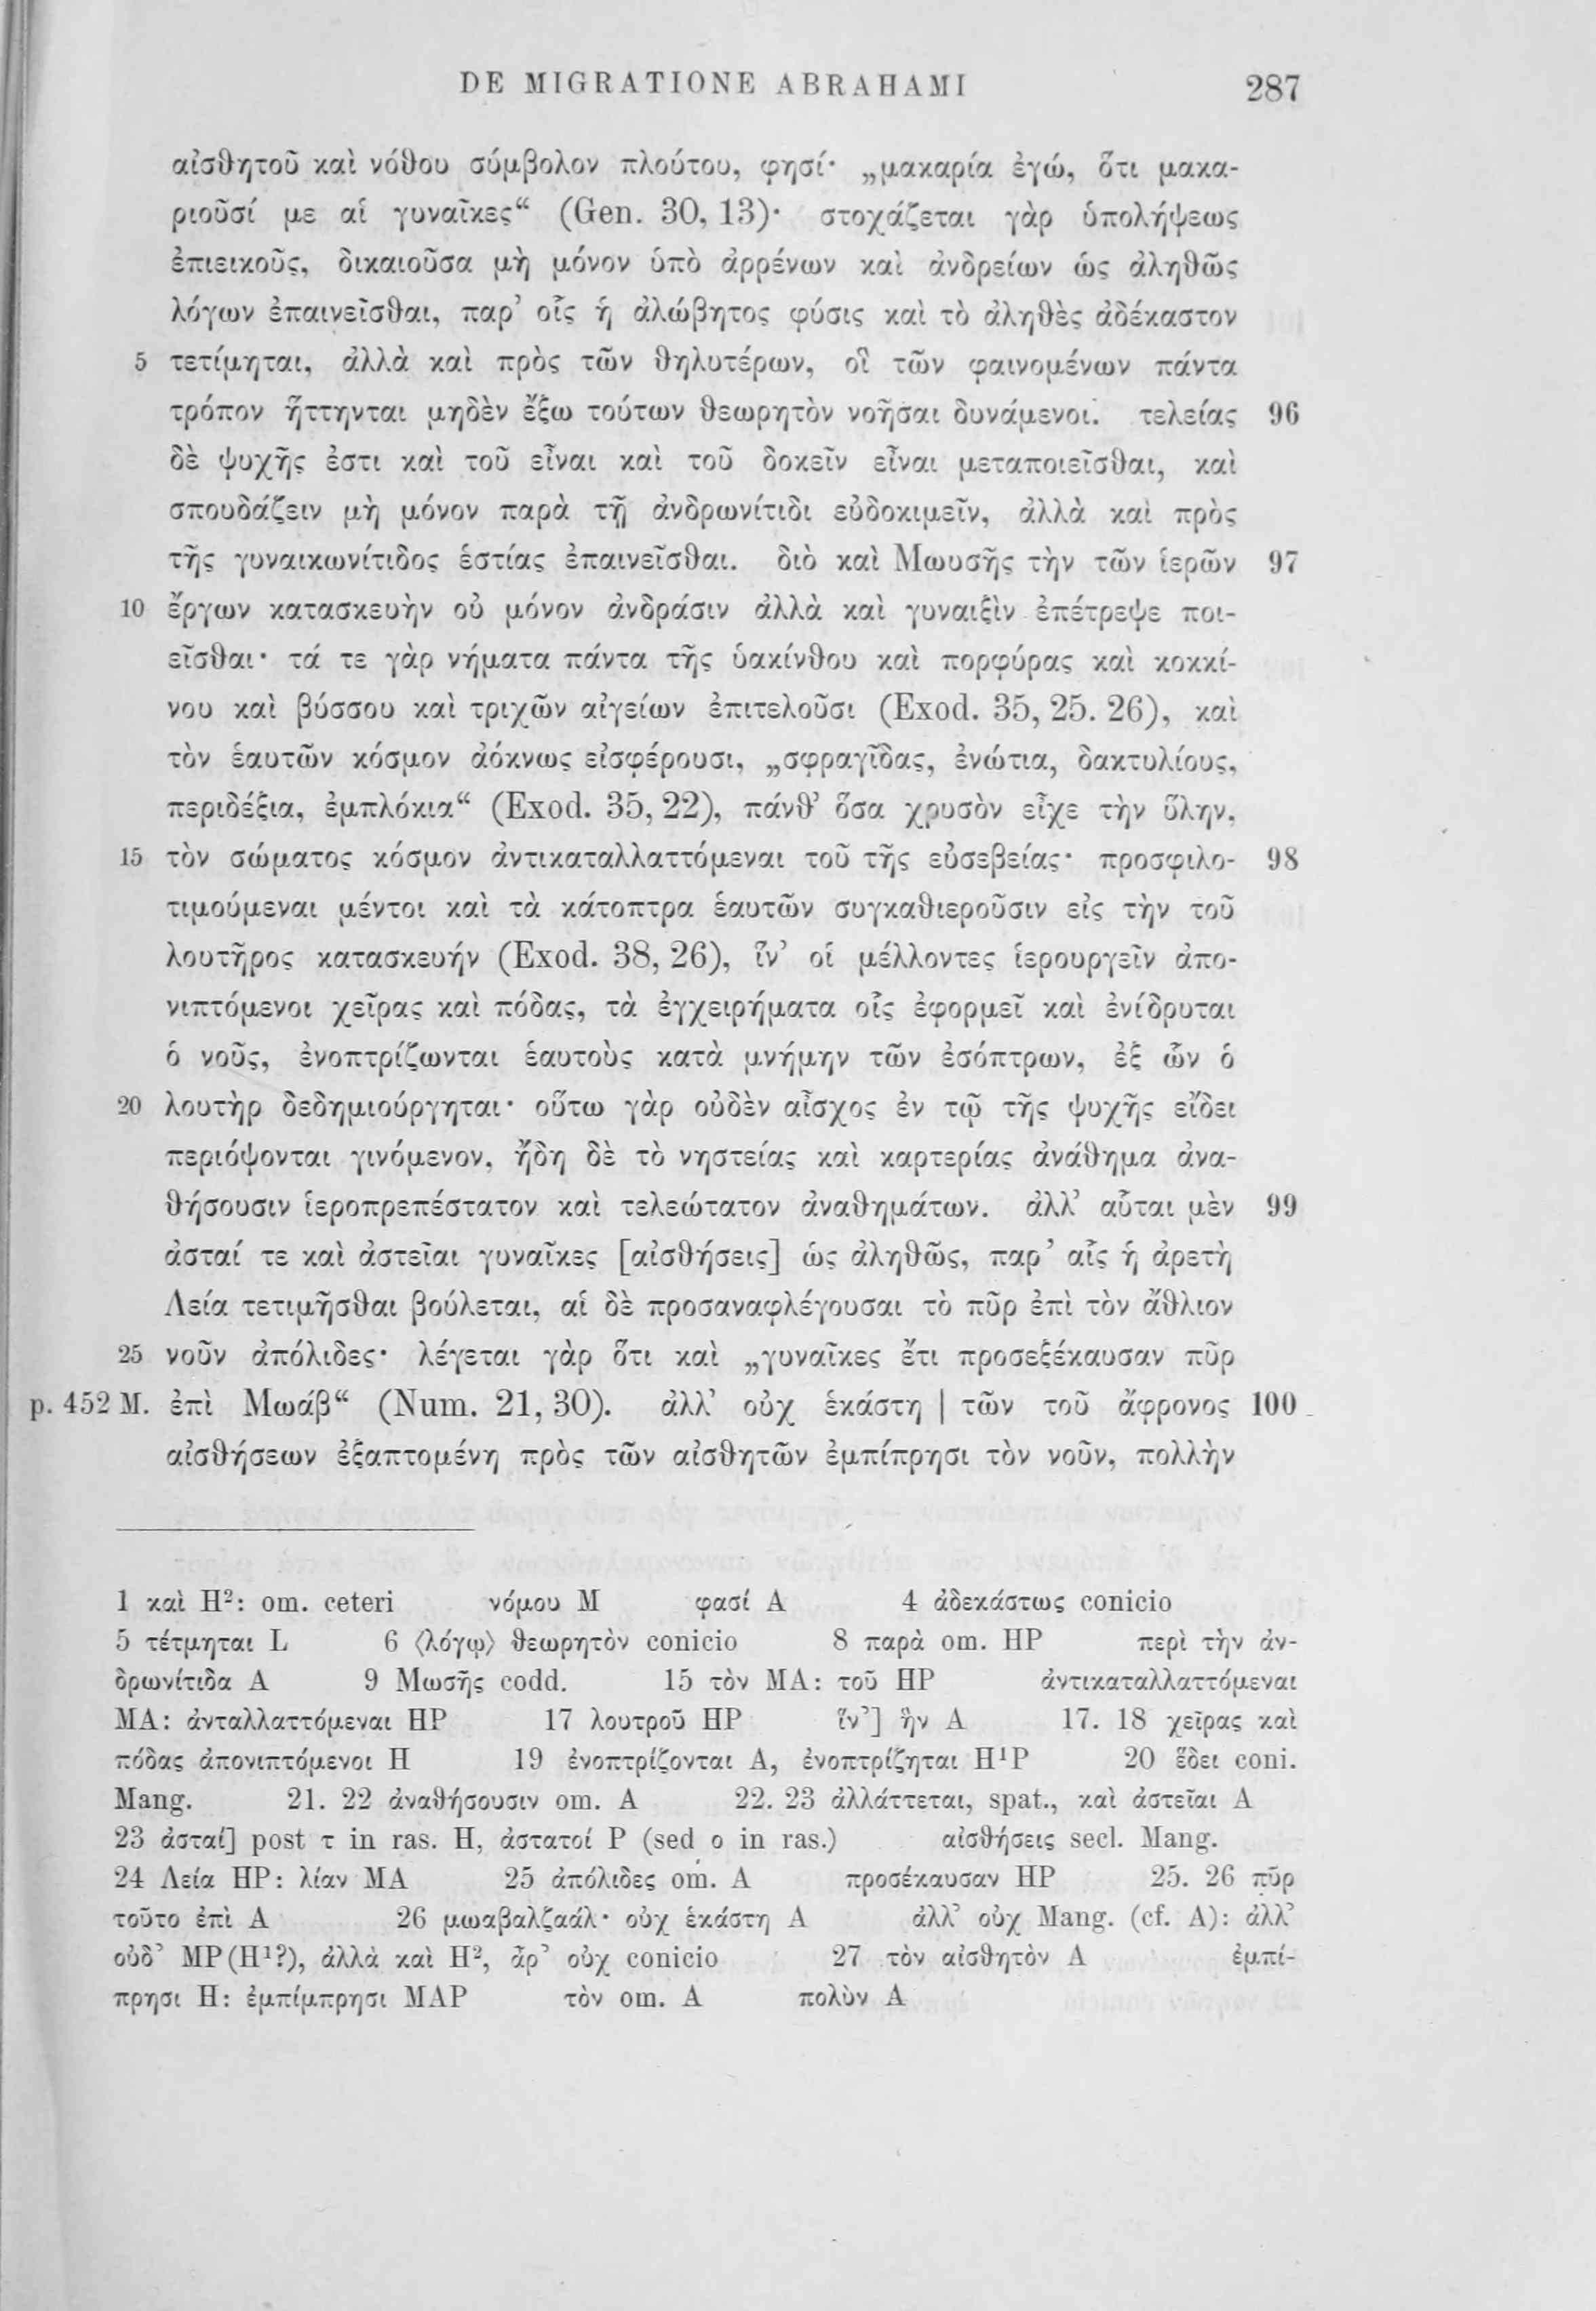 DE MIGRATIONE ABRAHAMI 287
αἰσθητοῦ καὶ νόθου σύμβολον πλούτου, φησί· „μακαρία ἐγώ, ὅτι μακα-
ριοῦσί με αἱ γυναῖκες“ (Gen. 30, 13)· στοχάζεται γὰρ ὑπολήψεως
ἐπιεικοῦς, δικαιοῦσα μὴ μόνον ὑπὸ ἀρρένων καὶ ἀνδρείων ὡς ἀληθῶς
λόγων ἐπαινεῖσθαι, παρ’ οἷς ἡ ἀλώβητος φύσις καὶ τὸ ἀληθὲς ἀδέκαστον
5 τετίμηται, ἀλλὰ καὶ πρὸς τῶν θηλυτέρων, οἳ τῶν φαινομένων πάντα
τρόπον ἥττηνται μηδὲν ἔξω τούτων θεωρητὸν νοῆσαι δυνάμενοι. τελείας 96
δὲ ψυχῆς ἐστι καὶ τοῦ εἶναι καὶ τοῦ δοκεῖν εἶναι μεταποιεῖσθαι, καὶ
σπουδάζειν μὴ μόνον παρὰ τῇ ἀνδρωνίτιδι εὐδοκιμεῖν, ἀλλὰ καὶ πρὸς
τῆς γυναικωνίτιδος ἑστίας ἐπαινεῖσθαι. διὸ καὶ Μωυσῆς τὴν τῶν ἱερῶν 97
10 ἔργων κατασκευὴν οὐ μόνον ἀνδράσιν ἀλλὰ καὶ γυναιξὶν ἐπέτρεψε ποι-
εῖσθαι· τά τε γὰρ νήματα πάντα τῆς ὑακίνθου καὶ πορφύρας καὶ κοκκί-
νου καὶ βύσσου καὶ τριχῶν αἰγείων ἐπιτελοῦσι (Exod. 35, 25. 26), καὶ
τὸν ἑαυτῶν κόσμον ἀόκνως εἰσφέρουσι, „σφραγῖδας, ἐνώτια, δακτυλίους,
περιδέξια, ἐμπλόκια“ (Exod. 35, 22), πάνθ’ ὅσα χρυσὸν εἶχε τὴν ὕλην,
15 τὸν σώματος κόσμον ἀντικαταλλαττόμεναι τοῦ τῆς εὐσεβείας· προσφιλο- 98
τιμούμεναι μέντοι καὶ τὰ κάτοπτρα ἑαυτῶν συγκαθιεροῦσιν εἰς τὴν τοῦ
λουτῆρος κατασκευήν (Exod. 38, 26), ἵν’ οἱ μέλλοντες ἱερουργεῖν ἀπο-
νιπτόμενοι χεῖρας καὶ πόδας, τὰ ἐγχειρήματα οἷς ἐφορμεῖ καὶ ἐνίδρυται
ὁ νοῦς, ἐνοπτρίζωνται ἑαυτοὺς κατὰ μνήμην τῶν ἐσόπτρων, ἐξ ὧν ὁ
20 λουτὴρ δεδημιούργηται· οὕτω γὰρ οὐδὲν αἶσχος ἐν τῷ τῆς ψυχῆς εἴδει
περιόψονται γινόμενον, ἤδη δὲ τὸ νηστείας καὶ καρτερίας ἀνάθημα ἀνα-
θήσουσιν ἱεροπρεπέστατον καὶ τελεώτατον ἀναθημάτων. ἀλλ’ αὗται μὲν 99
ἀσταί τε καὶ ἀστεῖαι γυναῖκες [αἰσθήσεις] ὡς ἀληθῶς, παρ’ αἷς ἡ ἀρετὴ
Λεία τετιμῆσθαι βούλεται, αἱ δὲ προσαναφλέγουσαι τὸ πῦρ ἐπὶ τὸν ἄθλιον
25 νοῦν ἀπόλιδες· λέγεται γὰρ ὅτι καὶ „γυναῖκες ἔτι προσεξέκαυσαν πῦρ
p. 452 M. ἐπὶ Μωάβ“ (Num. 21, 30). ἀλλ’ οὐχ ἑκάστη | τῶν τοῦ ἄφρονος 100
αἰσθήσεων ἐξαπτομένη πρὸς τῶν αἰσθητῶν ἐμπίπρησι τὸν νοῦν, πολλὴν
1 καὶ H²: om. ceteri νόμου M φασί A 4 ἀδεκάστως conicio
5 τέτμηται L 6 ⟨λόγῳ⟩ θεωρητὸν conicio 8 παρὰ om. HP περὶ τὴν ἀν-
δρωνίτιδα A 9 Μωσῆς codd. 15 τὸν MA: τοῦ HP ἀντικαταλλαττόμεναι
MA: ἀνταλλαττόμεναι HP 17 λουτροῦ HP ἵν’] ἣν A 17. 18 χεῖρας καὶ
πόδας ἀπονιπτόμενοι H 19 ἐνοπτρίζονται A, ἐνοπτρίζηται H¹P 20 ἕδει coni.
Mang. 21. 22 ἀναθήσουσιν om. A 22. 23 ἀλλάττεται, spat., καὶ ἀστεῖαι A
23 ἀσταί] post τ in ras. H, ἀστατοί P (sed ο in ras.) αἰσθήσεις secl. Mang.
24 Λεία HP: λίαν MA 25 ἀπόλιδες om. A προσέκαυσαν HP 25. 26 πῦρ
τοῦτο ἐπὶ A 26 μωαβαλζαάλ· οὐχ ἑκάστη A ἀλλ’ οὐχ Mang. (cf. A): ἀλλ’
οὐδ’ MP (H¹?), ἀλλὰ καὶ H², ἆρ’ οὐχ conicio 27 τὸν αἰσθητὸν A ἐμπί-
πρησι H: ἐμπίμπρησι MAP τὸν om. A πολὺν A